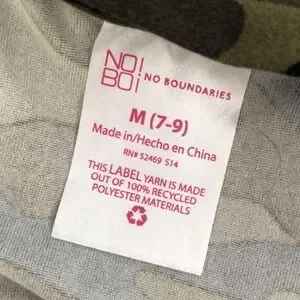 NO!
BOi NO BOUNDARIES
M (7-9)
Made in/Hecho en China
RN# 52469 S14
THIS LABEL YARN IS MADE
OUT OF 100% RECYCLED
POLYESTER MATERIALS